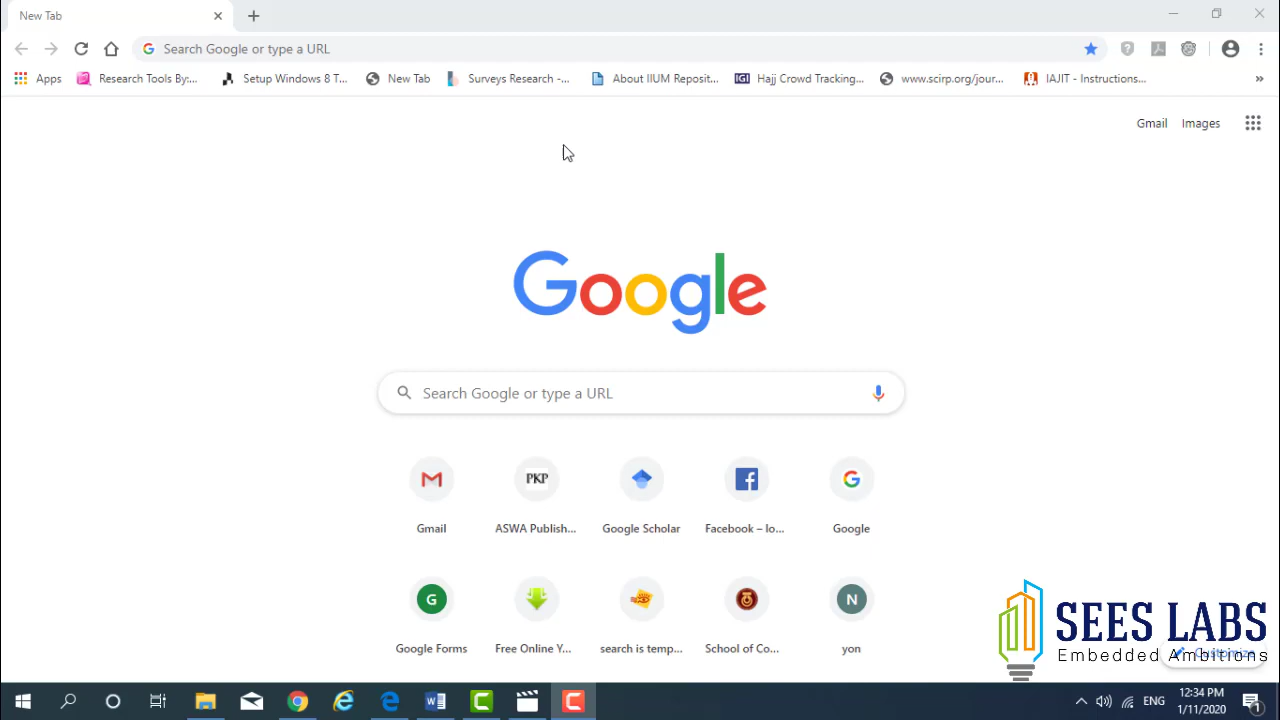 New Tab
Search Google or type a URL
Apps
Research Tools By:...
Setup Windows 8 T...
New Tab
Surveys Research -...
About IIUM Reposit...
IGI
Hajj Crowd Tracking...
www.scirp.org/jour...
IAJIT - Instructions...
Gmail
Images
Google
Search Google or type a URL
PKP
Gmail
ASWA Publish...
Google Scholar
Facebook – lo...
Google
G
N
Google Forms
Free Online Y...
search is temp...
School of Co...
yon
SEES LABS
Customize
Embedded Ambitions
ENG
12:34 PM
1/11/2020
1